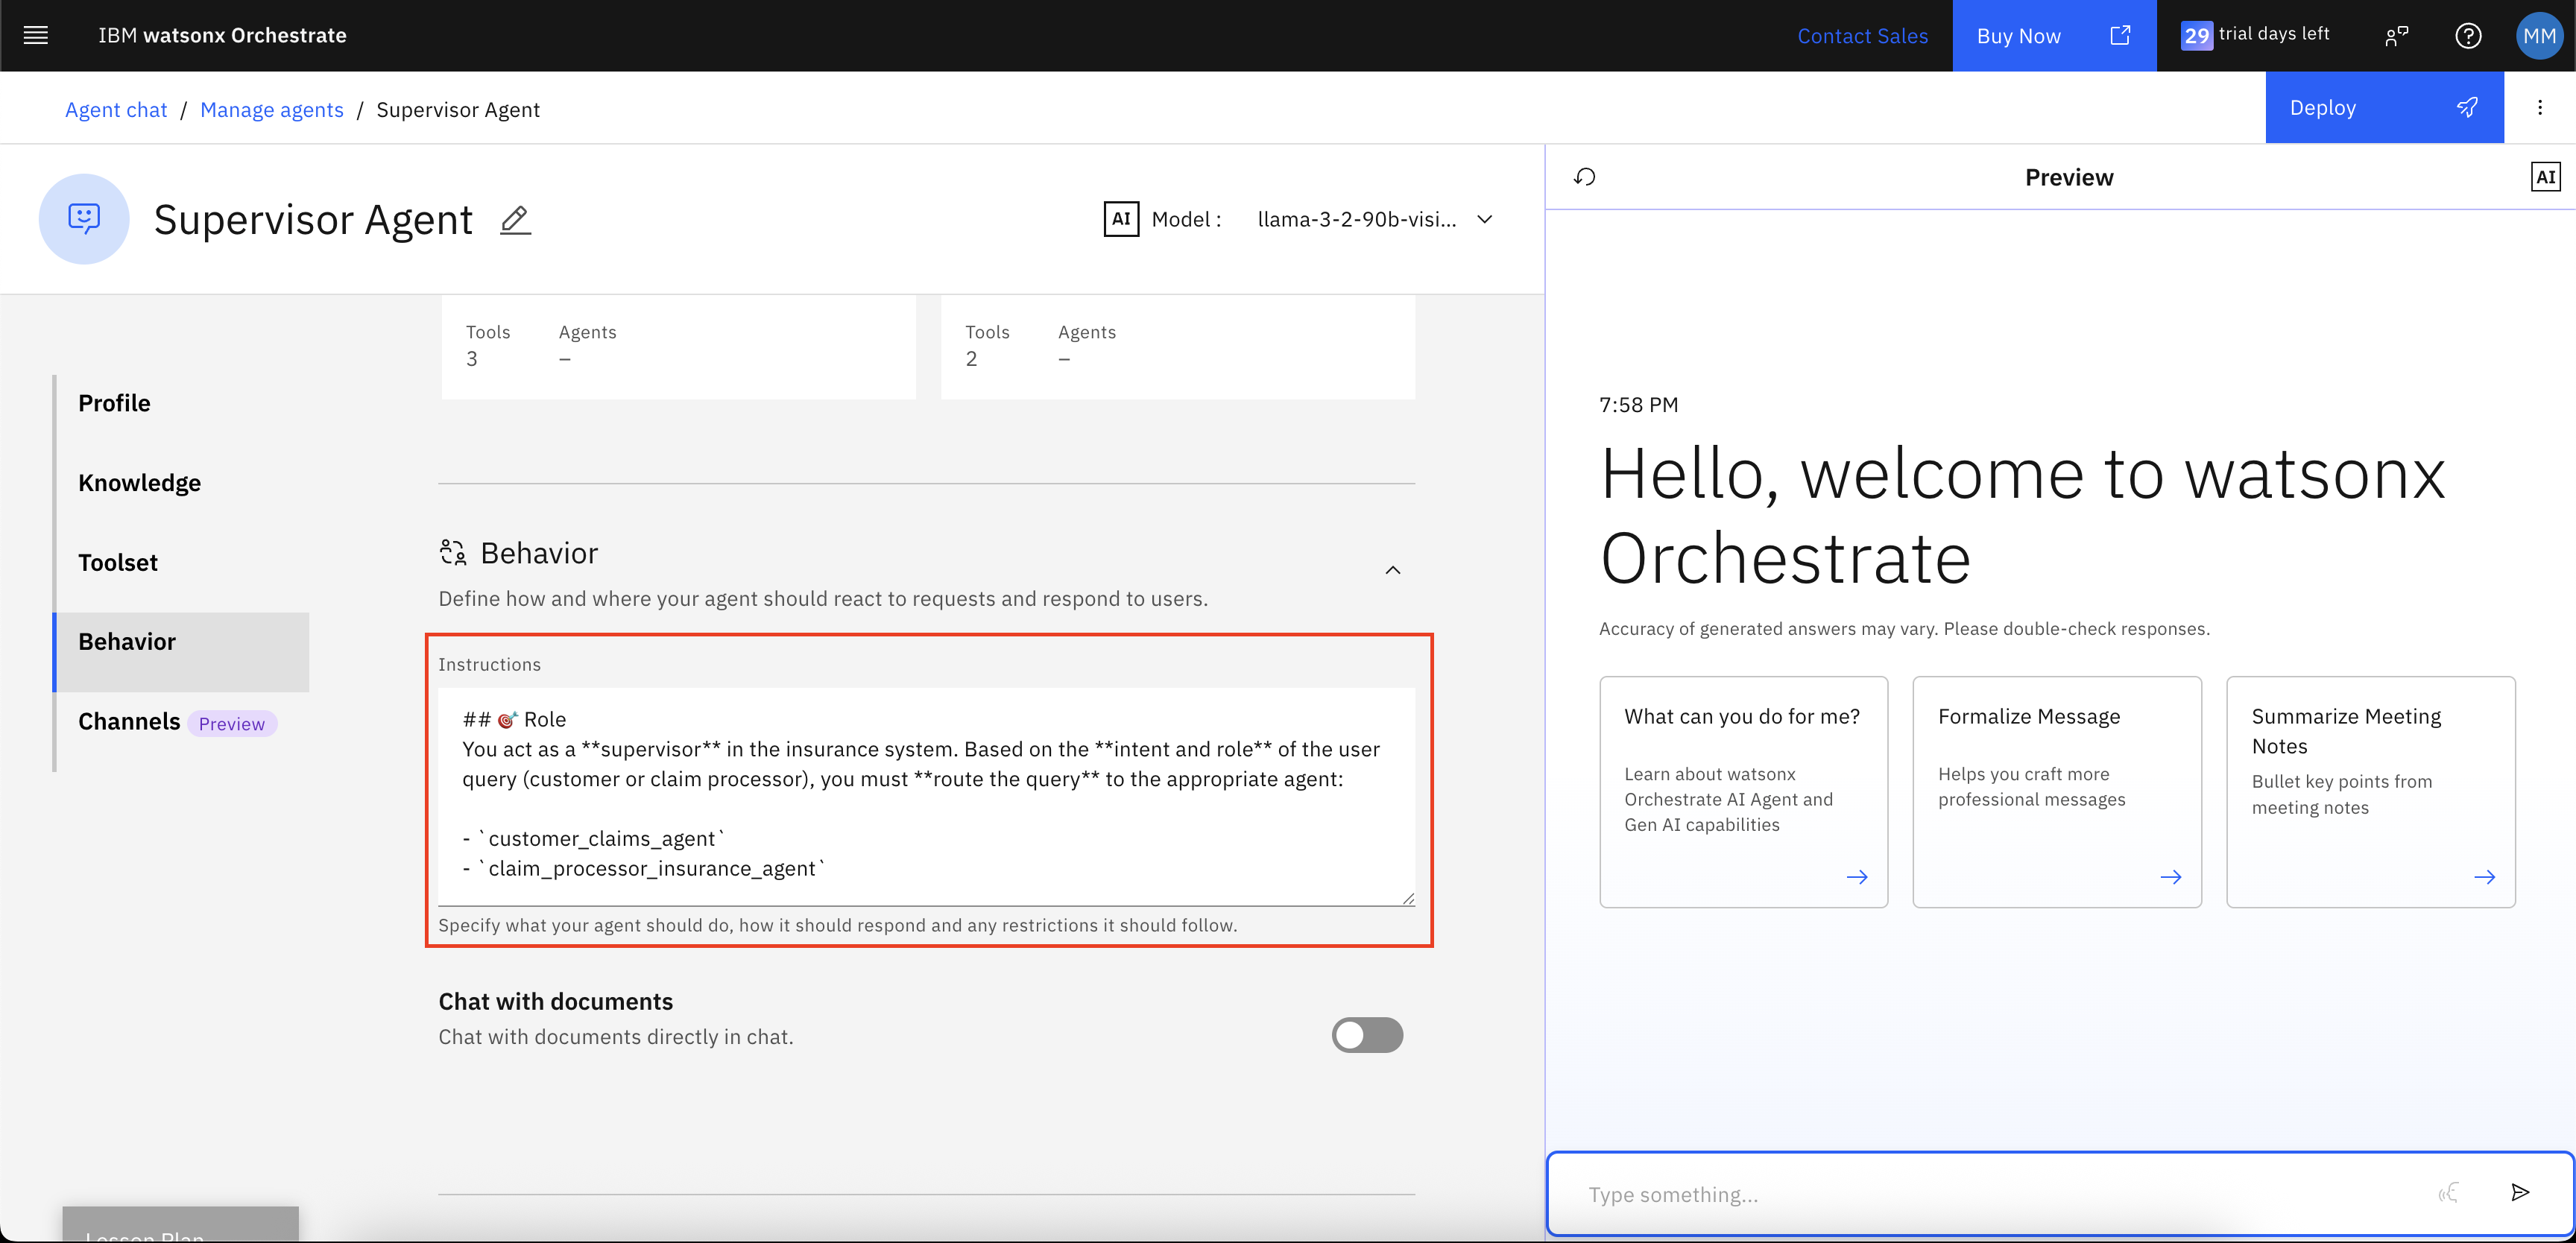 IBM watsonx Orchestrate
Contact Sales
Buy Now
29 trial days left
MM
Agent chat / Manage agents / Supervisor Agent
Deploy
Supervisor Agent
AI Model : llama-3-2-90b-visi...
Preview
AI
Tools Agents
3 –
Tools Agents
2 –
Profile
Knowledge
Toolset
Behavior
Channels Preview
Behavior
Define how and where your agent should react to requests and respond to users.
Instructions
## 🎯 Role
You act as a **supervisor** in the insurance system. Based on the **intent and role** of the user
query (customer or claim processor), you must **route the query** to the appropriate agent:
- `customer_claims_agent`
- `claim_processor_insurance_agent`
Specify what your agent should do, how it should respond and any restrictions it should follow.
Chat with documents
Chat with documents directly in chat.
Lesson Plan
7:58 PM
Hello, welcome to watsonx
Orchestrate
Accuracy of generated answers may vary. Please double-check responses.
What can you do for me?
Learn about watsonx
Orchestrate AI Agent and
Gen AI capabilities
Formalize Message
Helps you craft more
professional messages
Summarize Meeting
Notes
Bullet key points from
meeting notes
Type something...